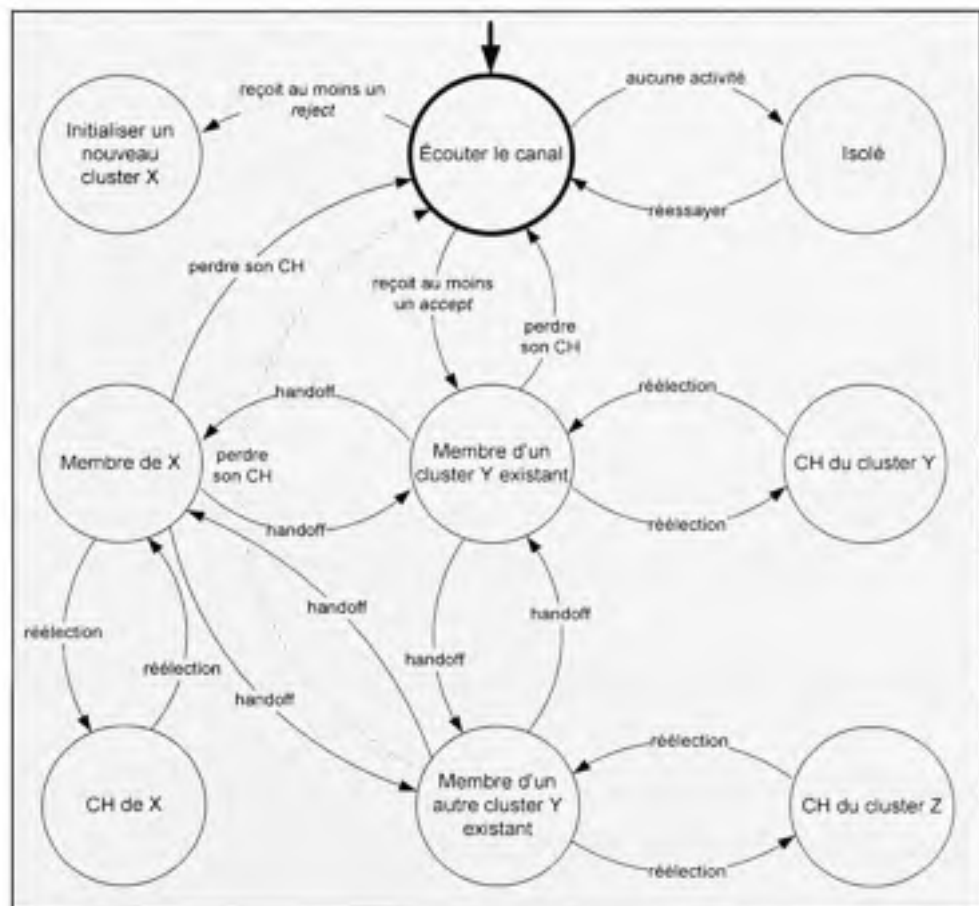 reçoit au moins un
reject
aucune activité
Initialiser un
nouveau
cluster X
Écouter le canal
Isolé
réessayer
perdre son CH
reçoit au moins
un accept
perdre
son CH
handoff
réélection
Membre de X
perdre
son CH
Membre d'un
cluster Y existant
CH du cluster Y
handoff
réélection
handoff
handoff
réélection
réélection
handoff
handoff
réélection
CH de X
Membre d'un
autre cluster Y
existant
CH du cluster Z
réélection